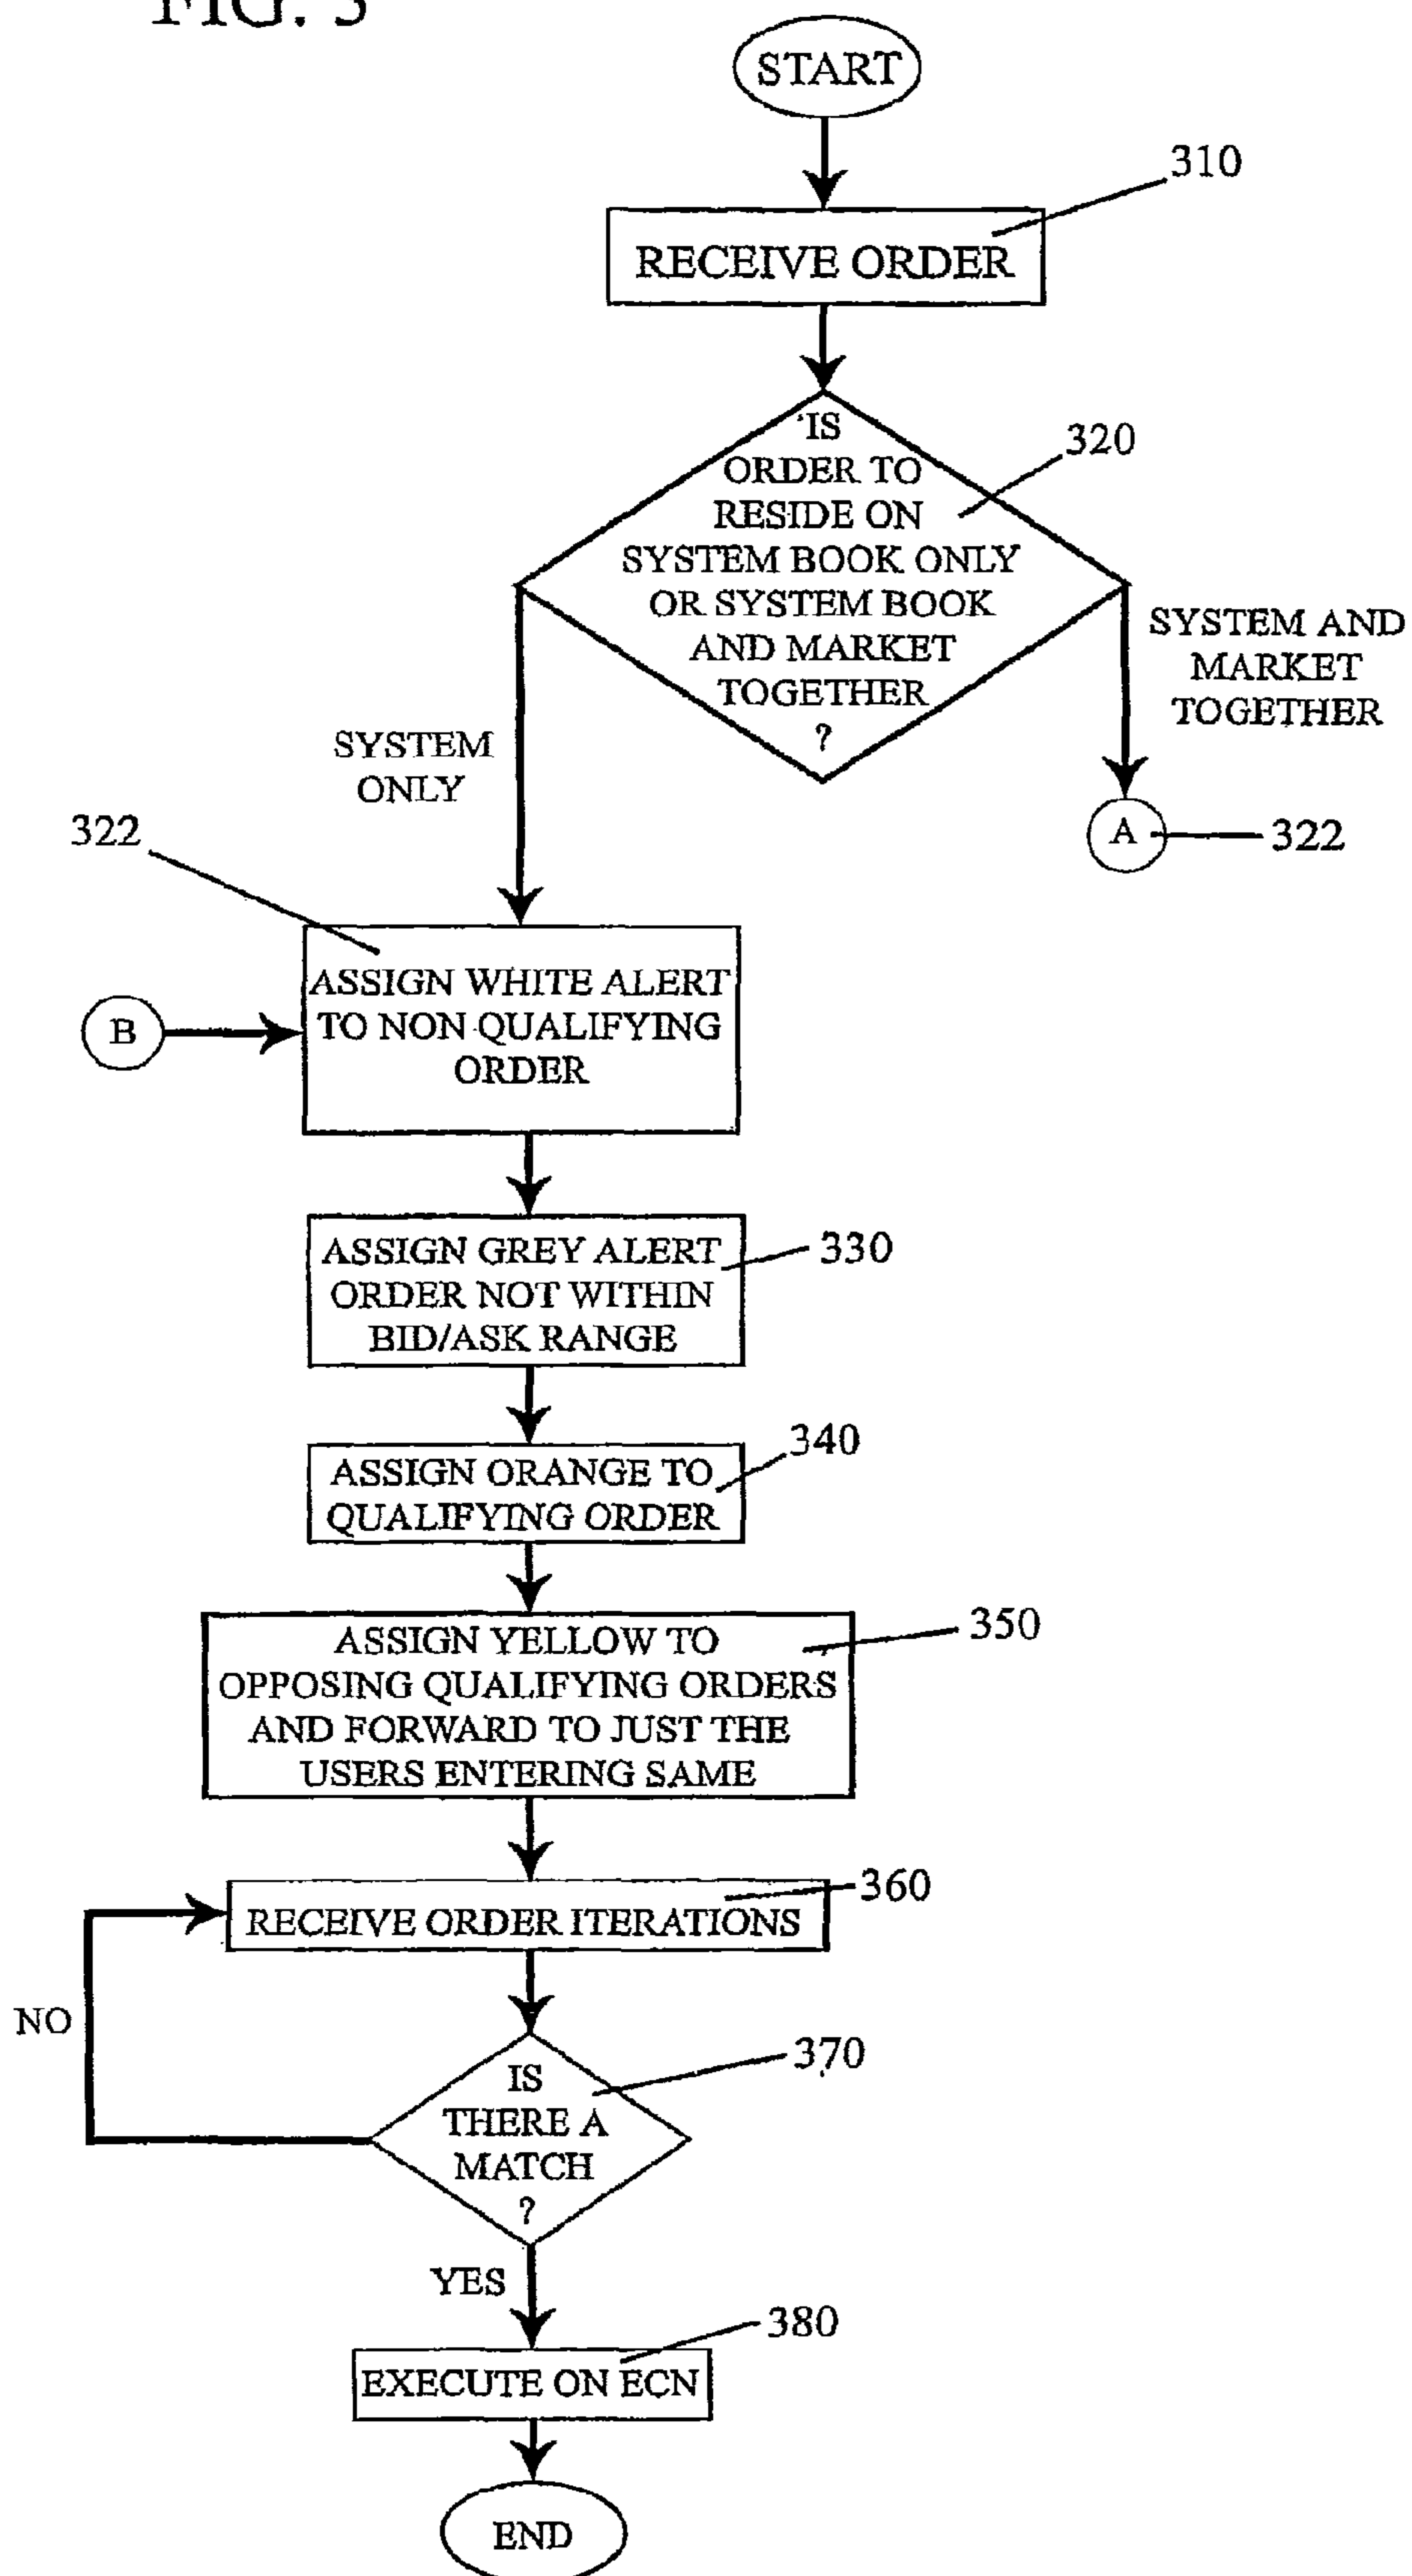 FIG. 3
START
310
RECEIVE ORDER
320
IS
ORDER TO
RESIDE ON
SYSTEM BOOK ONLY
OR SYSTEM BOOK
AND MARKET
TOGETHER
?
SYSTEM AND
MARKET
TOGETHER
SYSTEM
ONLY
322
A
322
ASSIGN WHITE ALERT
TO NON QUALIFYING
ORDER
B
ASSIGN GREY ALERT
ORDER NOT WITHIN
BID/ASK RANGE
330
340
ASSIGN ORANGE TO
QUALIFYING ORDER
350
ASSIGN YELLOW TO
OPPOSING QUALIFYING ORDERS
AND FORWARD TO JUST THE
USERS ENTERING SAME
360
RECEIVE ORDER ITERATIONS
NO
370
IS
THERE A
MATCH
?
YES
380
EXECUTE ON ECN
END